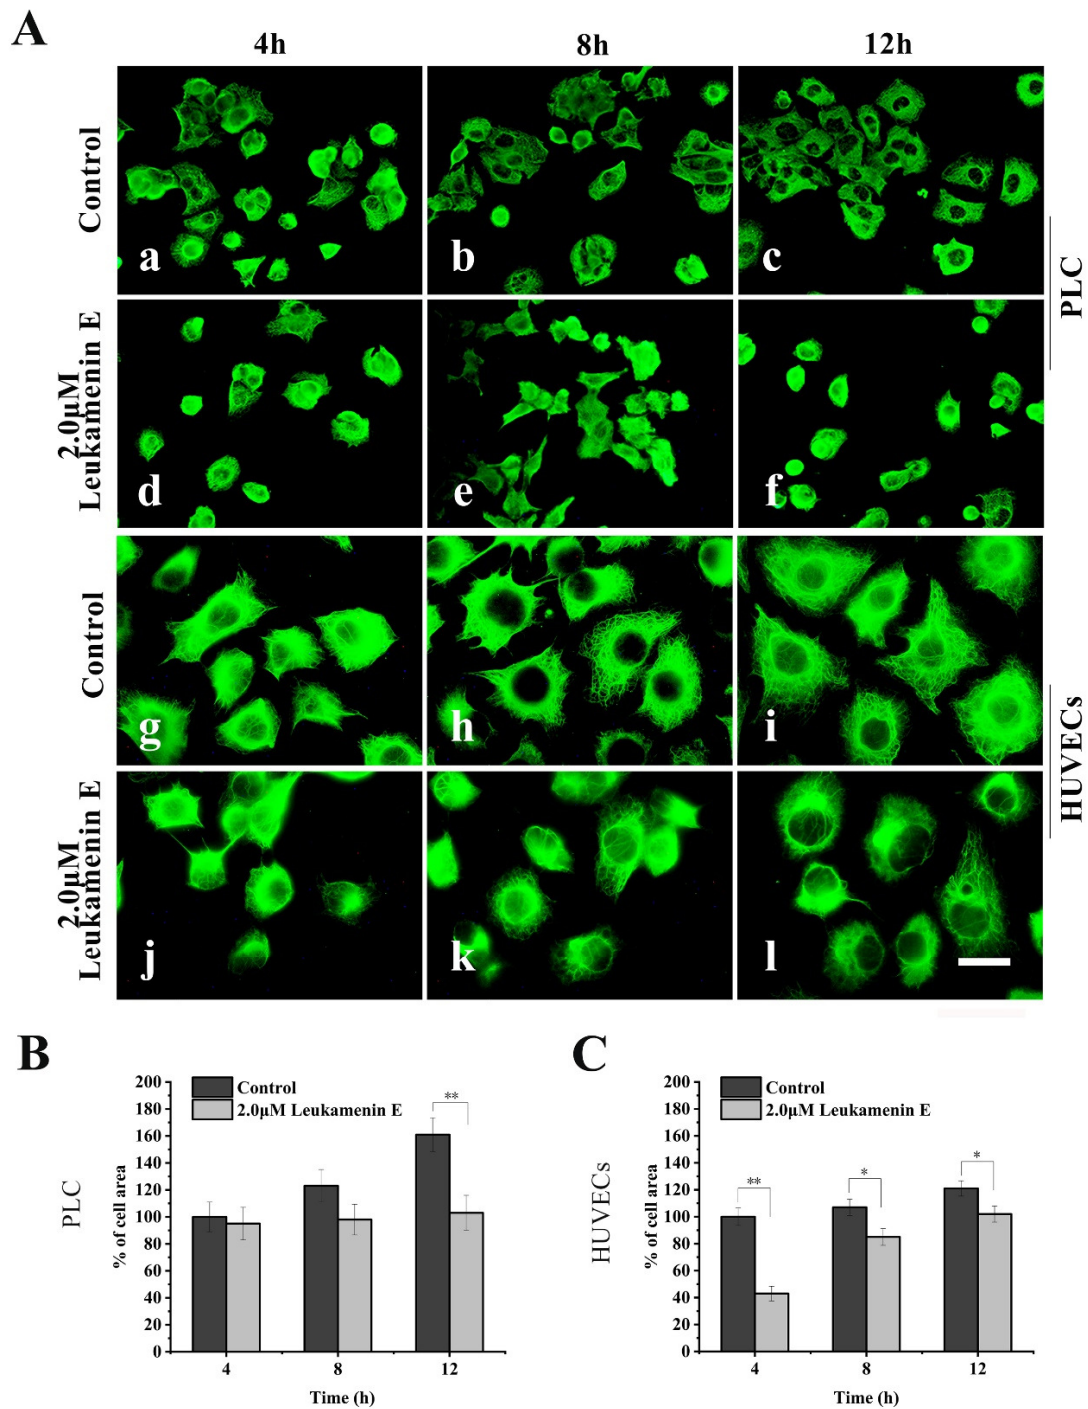 A
4h 8h 12h
Control
a b c
PLC
2.0μM
Leukamenin E
d e f
Control
g h i
HUVECs
2.0μM
Leukamenin E
j k l
B
PLC
% of cell area
200
180
160
140
120
100
80
60
40
20
0
Control
2.0μM Leukamenin E
**
4 8 12
Time (h)
C
HUVECs
% of cell area
200
180
160
140
120
100
80
60
40
20
0
Control
2.0μM Leukamenin E
** * *
4 8 12
Time (h)